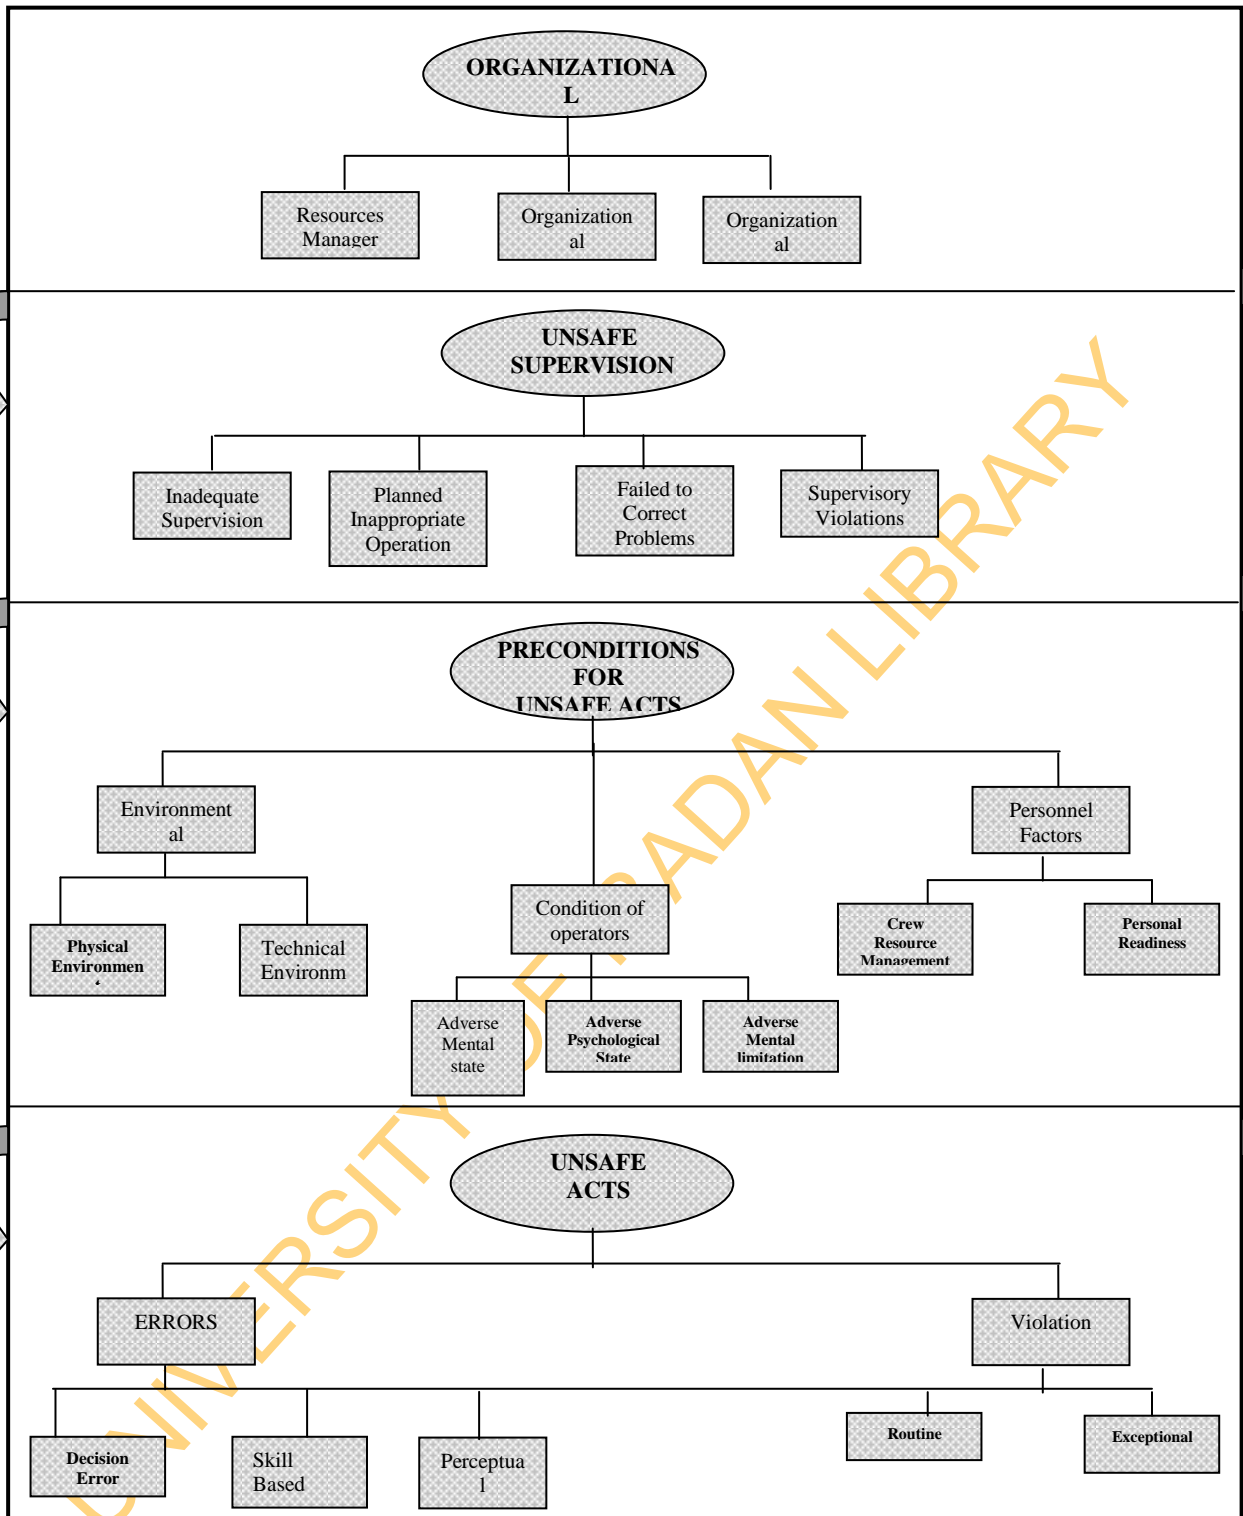 ORGANIZATIONA
L
Resources
Manager
Organization
al
Organization
al
UNSAFE
SUPERVISION
Inadequate
Supervision
Planned
Inappropriate
Operation
Failed to
Correct
Problems
Supervisory
Violations
PRECONDITIONS
FOR
UNSAFE ACTS
Environment
al
Personnel
Factors
Physical
Environmen
t
Technical
Environm
Condition of
operators
Crew
Resource
Management
Personal
Readiness
Adverse
Mental
state
Adverse
Psychological
State
Adverse
Mental
limitation
UNSAFE
ACTS
ERRORS
Violation
Decision
Error
Skill
Based
Perceptua
l
Routine
Exceptional
UNIVERSITY OF IBADAN LIBRARY